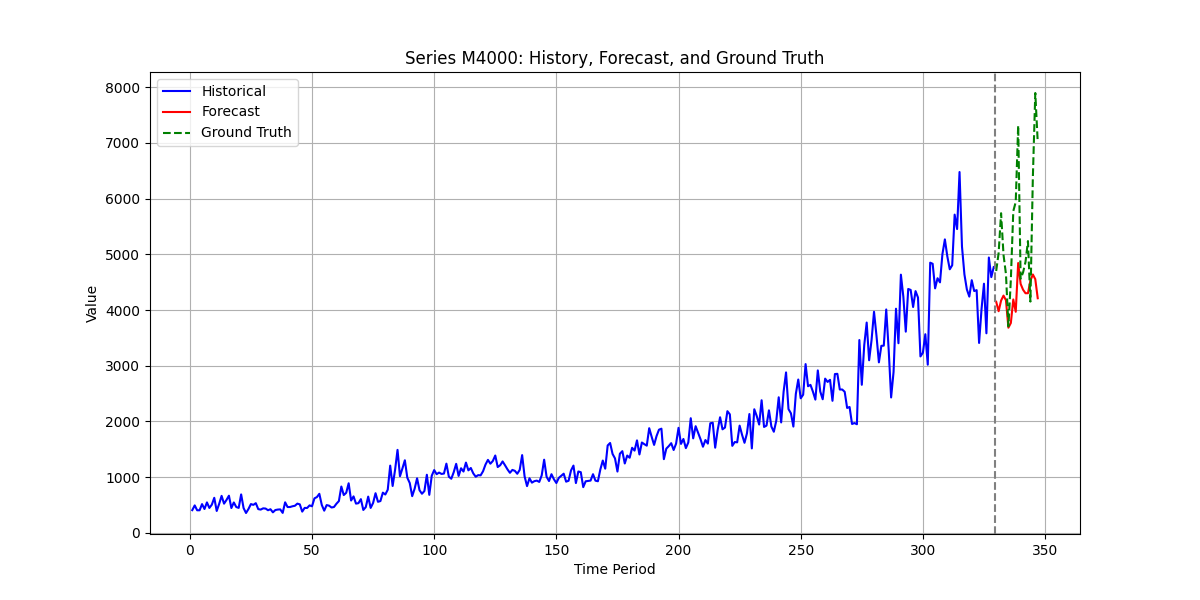 Series M4000: History, Forecast, and Ground Truth
Historical
Forecast
Ground Truth
Value
8000
7000
6000
5000
4000
3000
2000
1000
0
0 50 100 150 200 250 300 350
Time Period